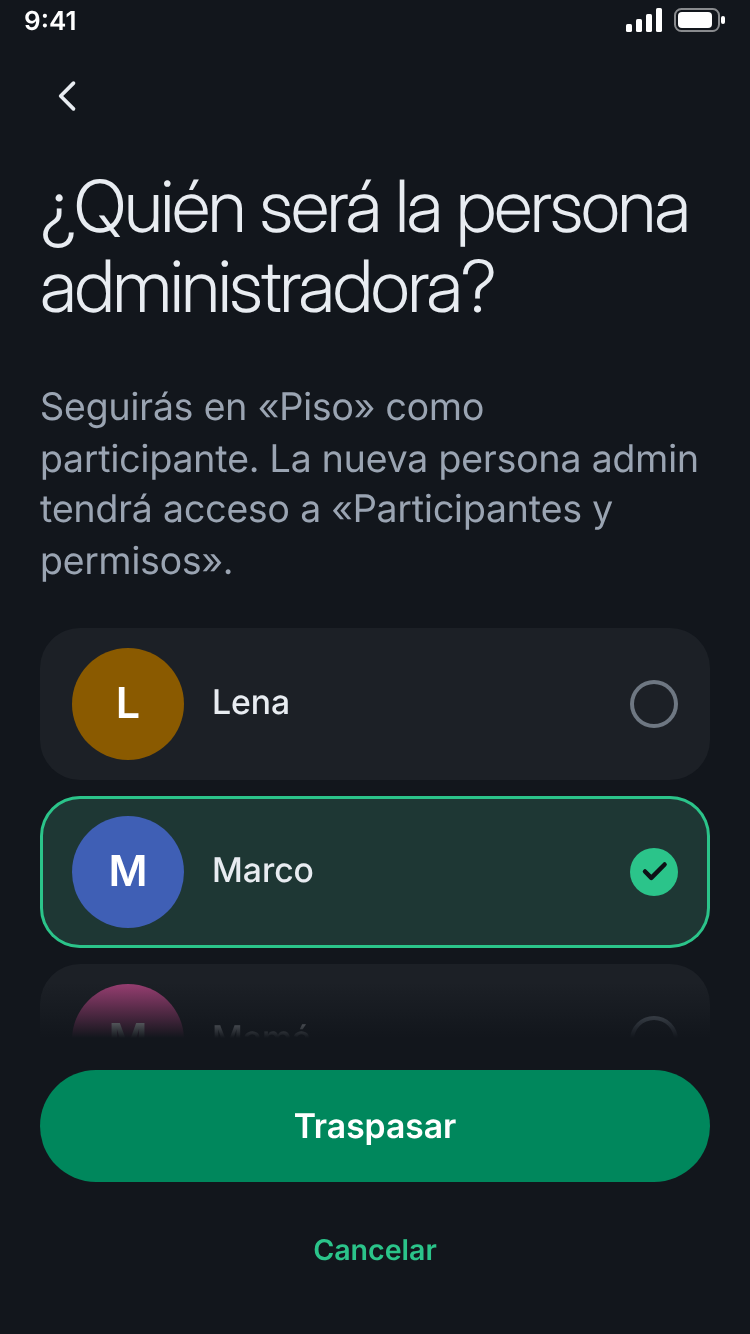 9:41
¿Quién será la persona
administradora?
Seguirás en «Piso» como
participante. La nueva persona admin
tendrá acceso a «Participantes y
permisos».
L
Lena
M
Marco
M
Traspasar
Cancelar